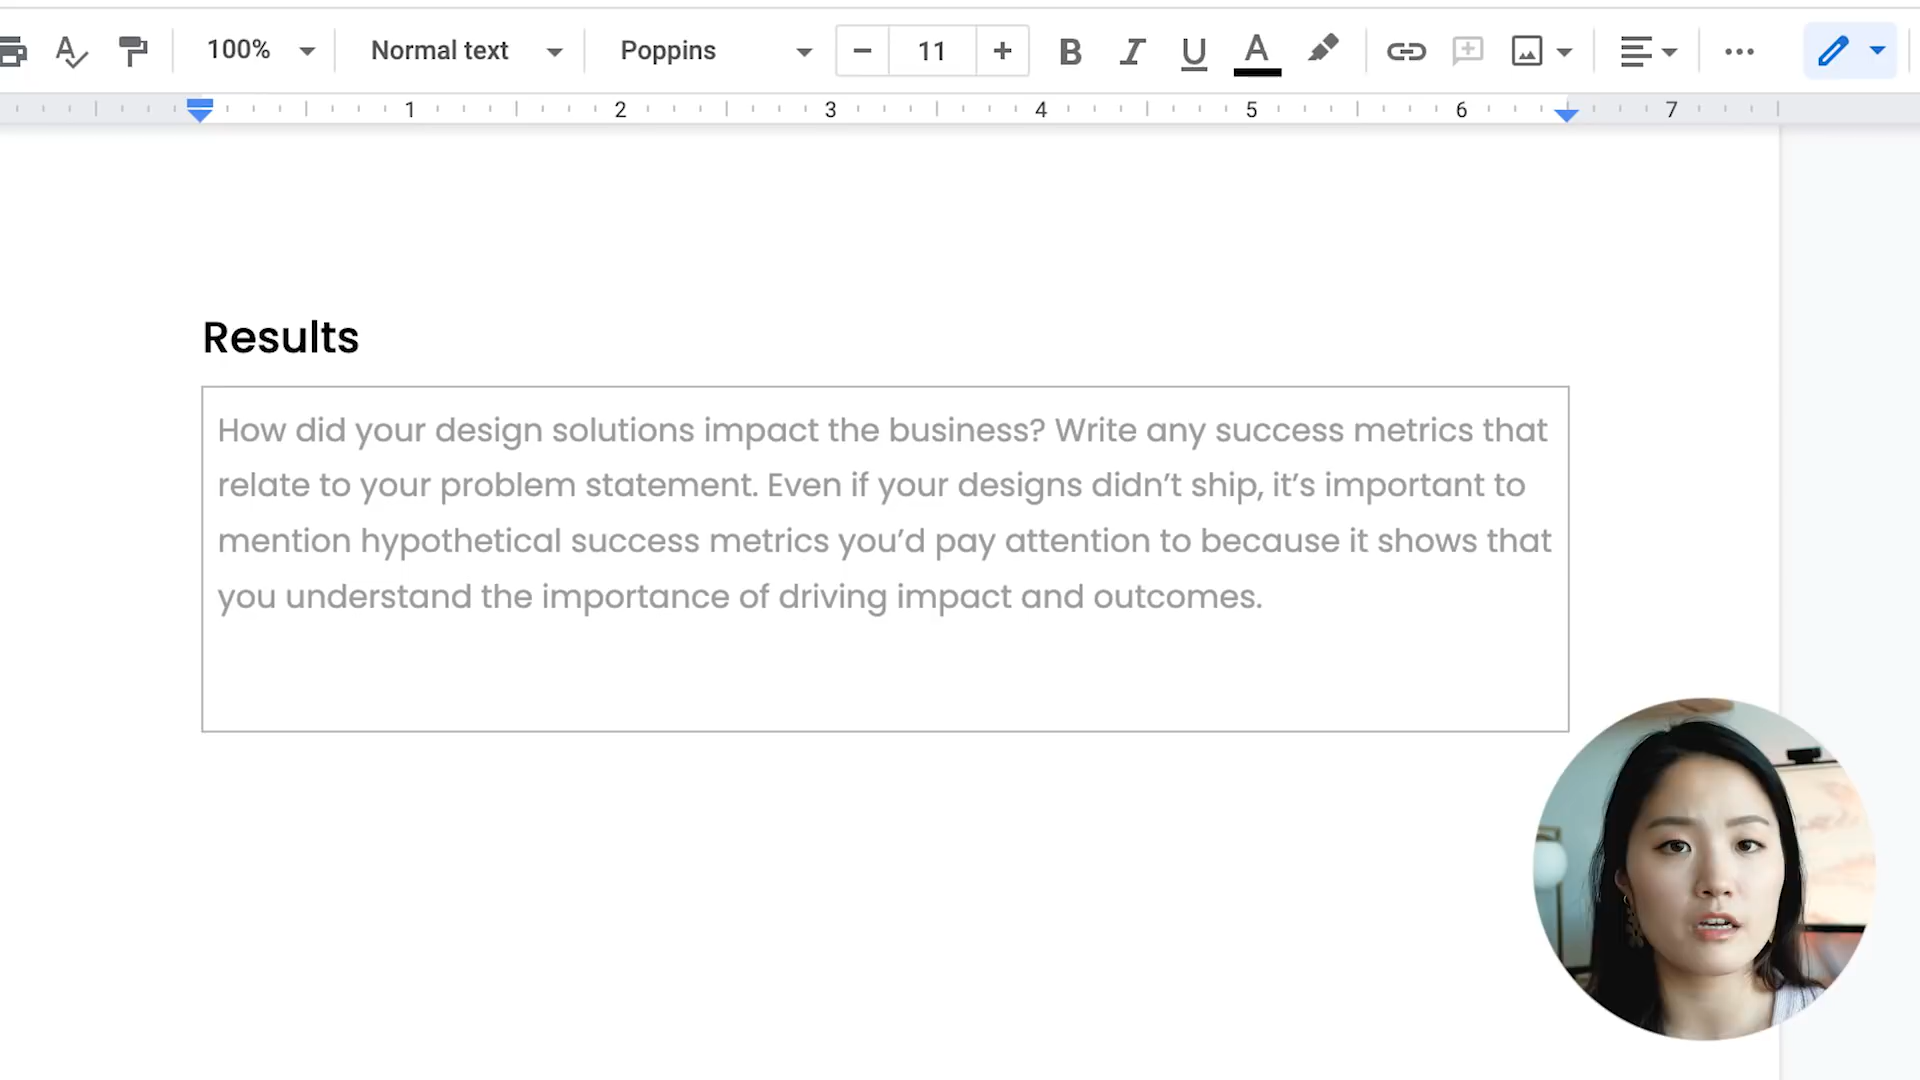 100% Normal text Poppins − 11 + B I U A
1 2 3 4 5 6 7
Results
How did your design solutions impact the business? Write any success metrics that
relate to your problem statement. Even if your designs didn’t ship, it’s important to
mention hypothetical success metrics you’d pay attention to because it shows that
you understand the importance of driving impact and outcomes.